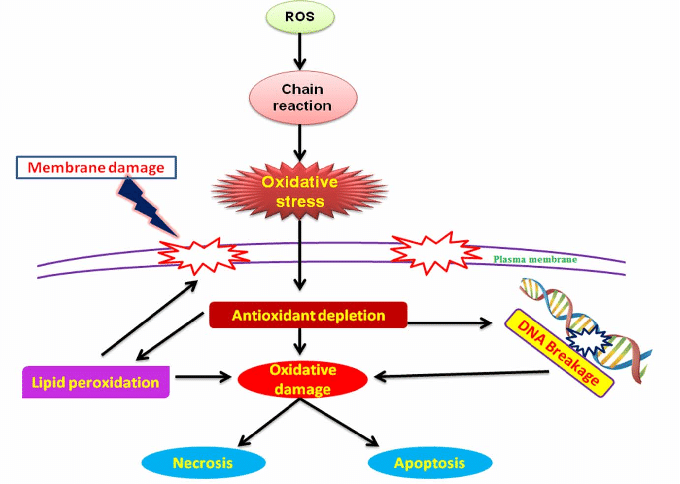 ROS
Chain
reaction
Membrane damage
Oxidative
stress
Plasma membrane
Antioxidant depletion
DNA Breakage
Lipid peroxidation
Oxidative
damage
Necrosis
Apoptosis